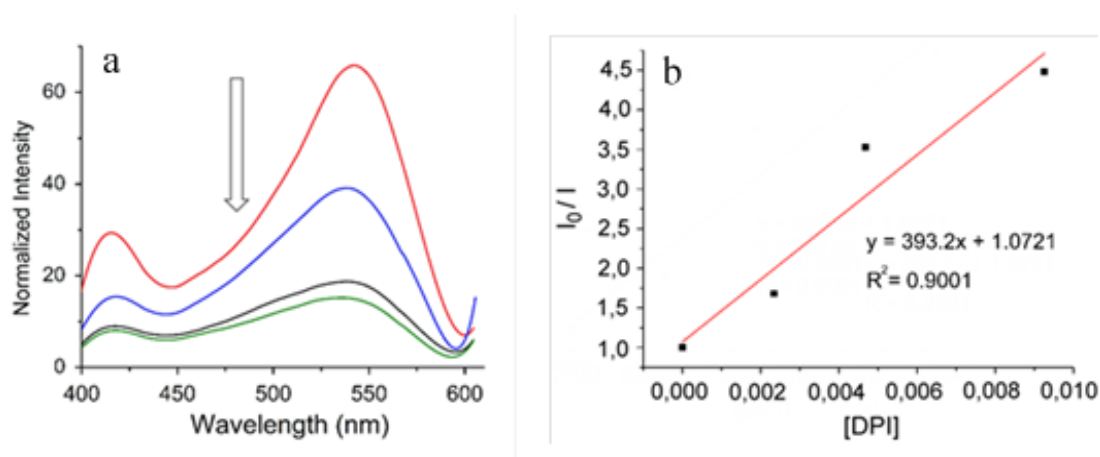 a
60
40
20
0
Normalized Intensity
400 450 500 550 600
Wavelength (nm)
b
4,5
4,0
3,5
3,0
2,5
2,0
1,5
1,0
I₀ / I
y = 393.2x + 1.0721
R²= 0.9001
0,000 0,002 0,004 0,006 0,008 0,010
[DPI]